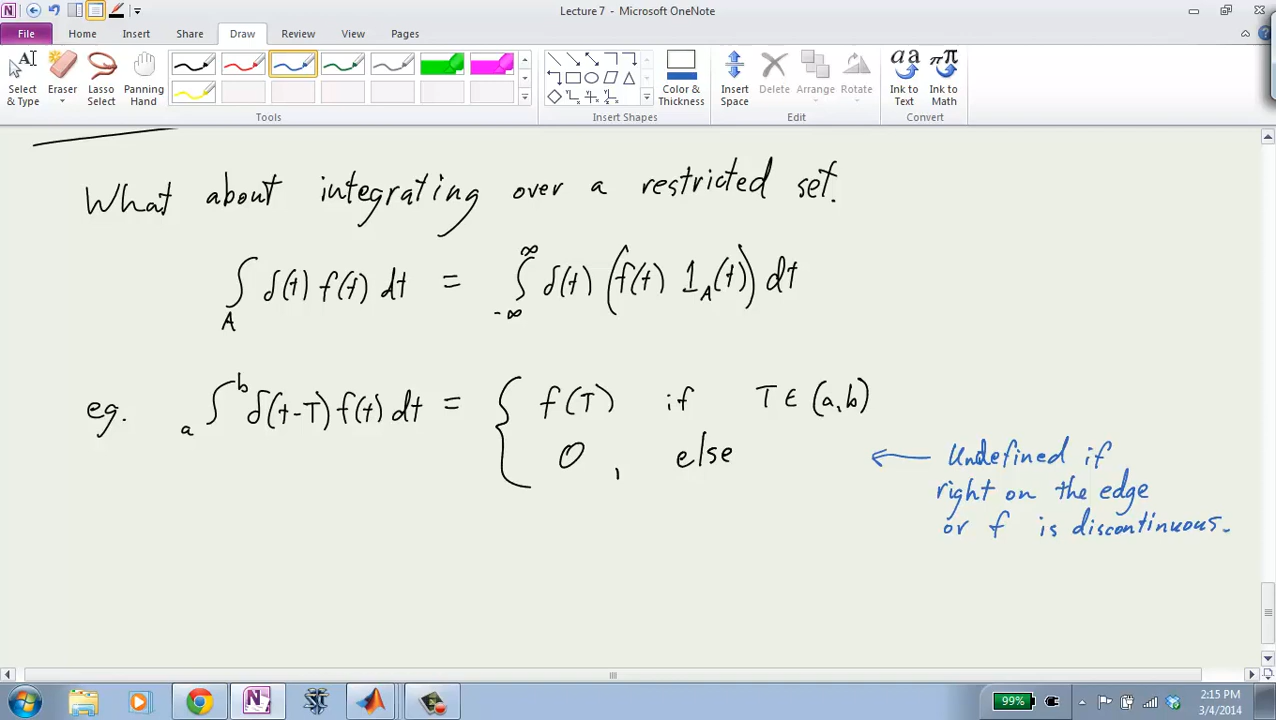 Lecture 7 - Microsoft OneNote
File Home Insert Draw Review View Pages
Select & Type
Eraser
Lasso Select
Panning Hand
Color & Thickness
Insert Space
Delete
Arrange
Rotate
Ink to Text
Ink to Math
Tools
Insert Shapes
Edit
Convert
What about integrating over a restricted set.
∫_A δ(t) f(t) dt = ∫_{-∞}^{∞} δ(t) (f(t) 1_A(t)) dt
eg. ∫_a^b δ(t-T) f(t) dt = { f(T) if T ∈ (a,b)
0 , else
← Undefined if
right on the edge
or f is discontinuous.
99%
2:15 PM
3/4/2014